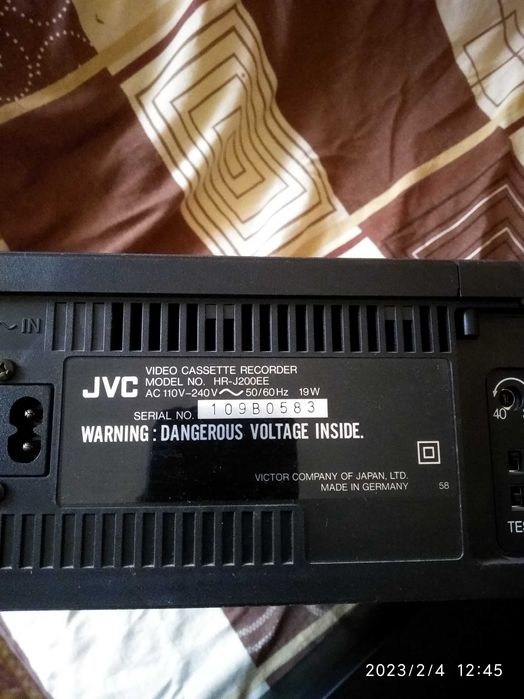 ~ IN
VIDEO CASSETTE RECORDER
JVC MODEL NO. HR-J200EE
AC 110V-240V ~ 50/60Hz 19W
SERIAL NO. 109B0583
WARNING : DANGEROUS VOLTAGE INSIDE.
VICTOR COMPANY OF JAPAN, LTD.
MADE IN GERMANY 58
40
TES
2023/2/4 12:45